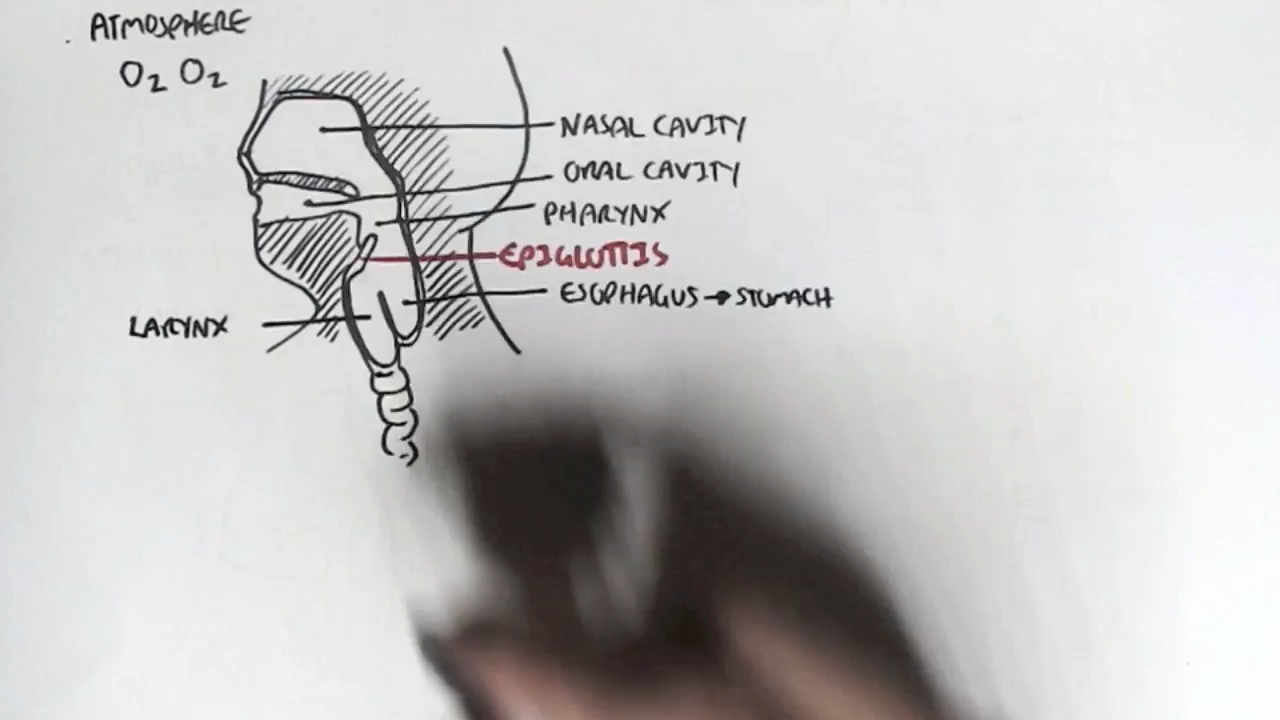 ATMOSPHERE
O2 O2
NASAL CAVITY
ORAL CAVITY
PHARYNX
EPIGLOTTIS
ESOPHAGUS → STOMACH
LARYNX